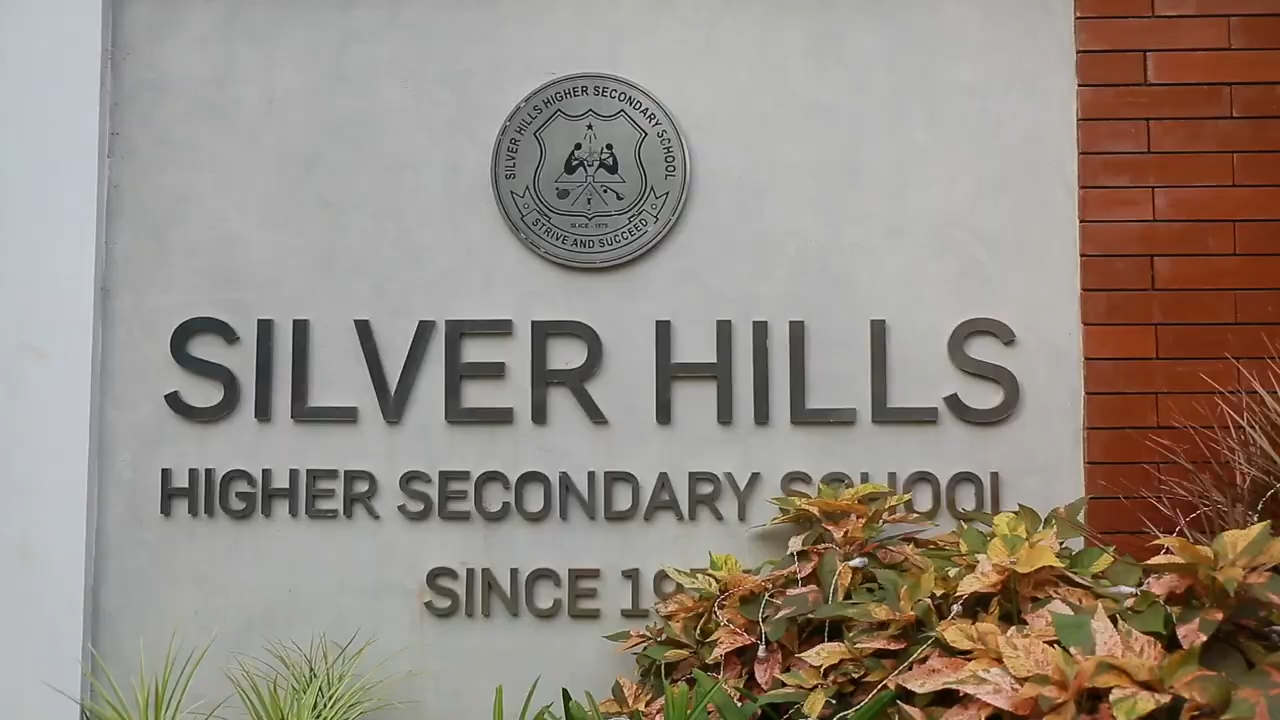 SILVER HILLS HIGHER SECONDARY SCHOOL
STRIVE AND SUCCEED
SILVER HILLS
HIGHER SECONDARY SCHOOL
SINCE